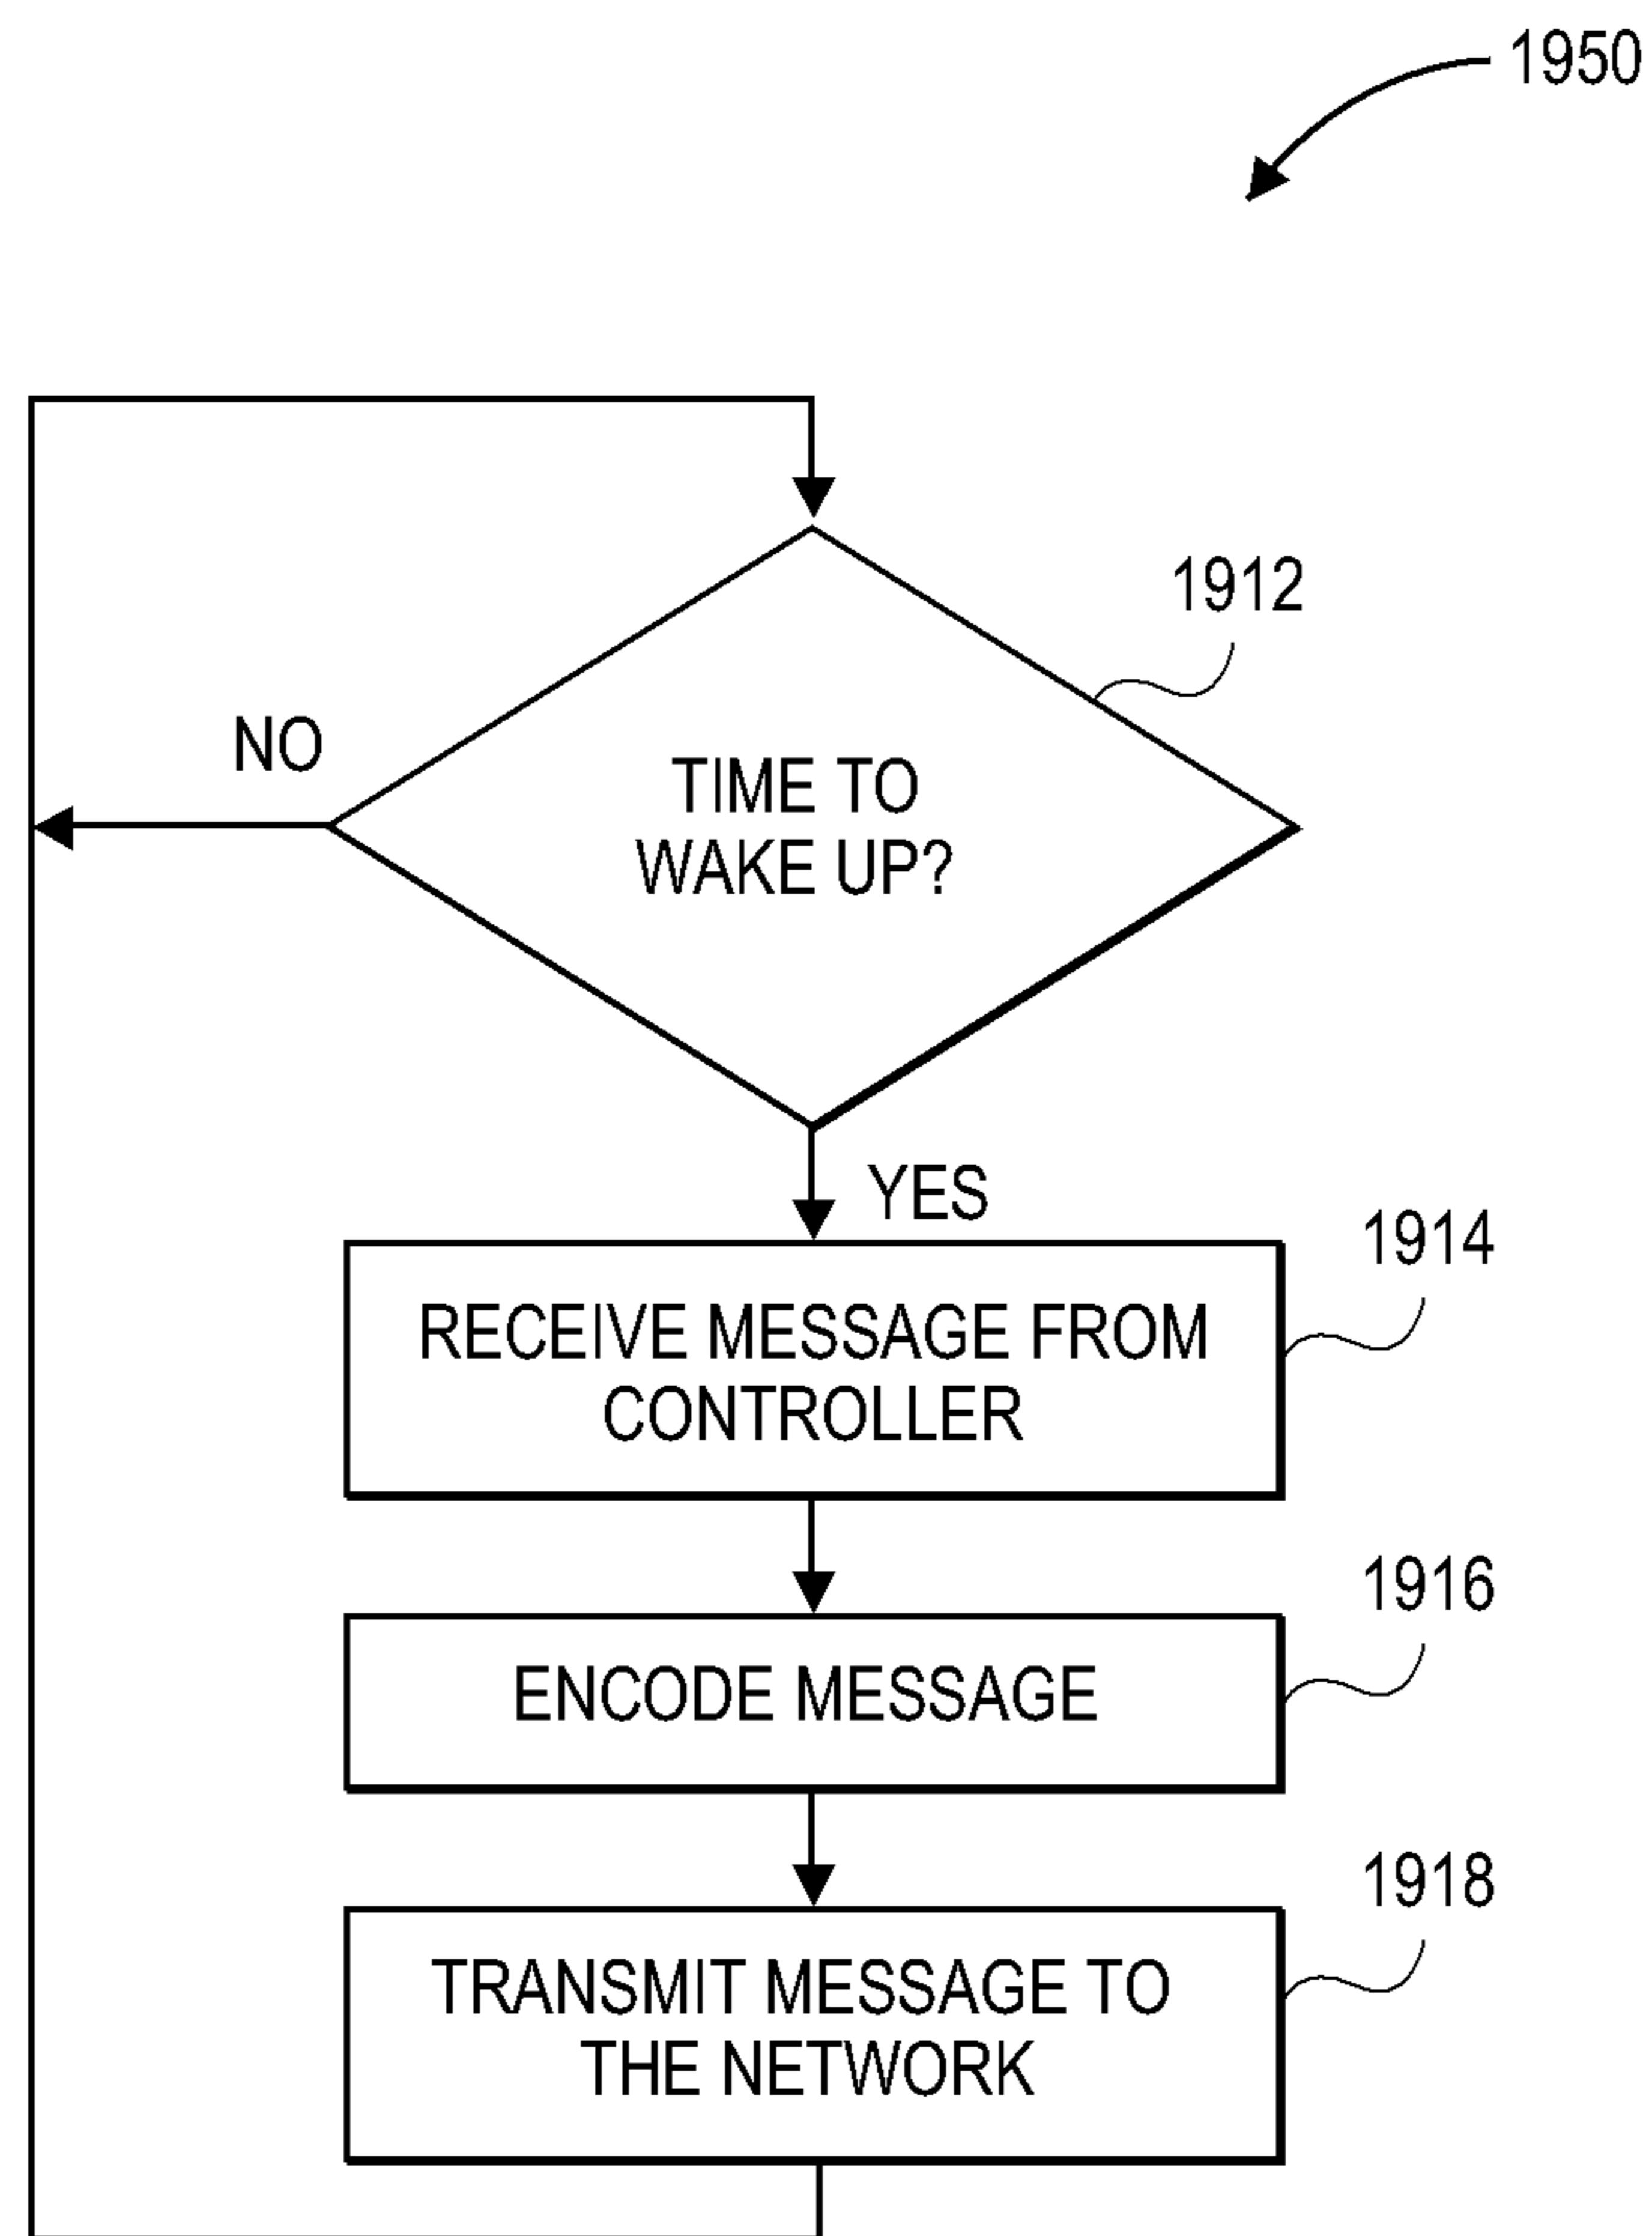 1950
1912
NO
TIME TO
WAKE UP?
YES
1914
RECEIVE MESSAGE FROM
CONTROLLER
1916
ENCODE MESSAGE
1918
TRANSMIT MESSAGE TO
THE NETWORK